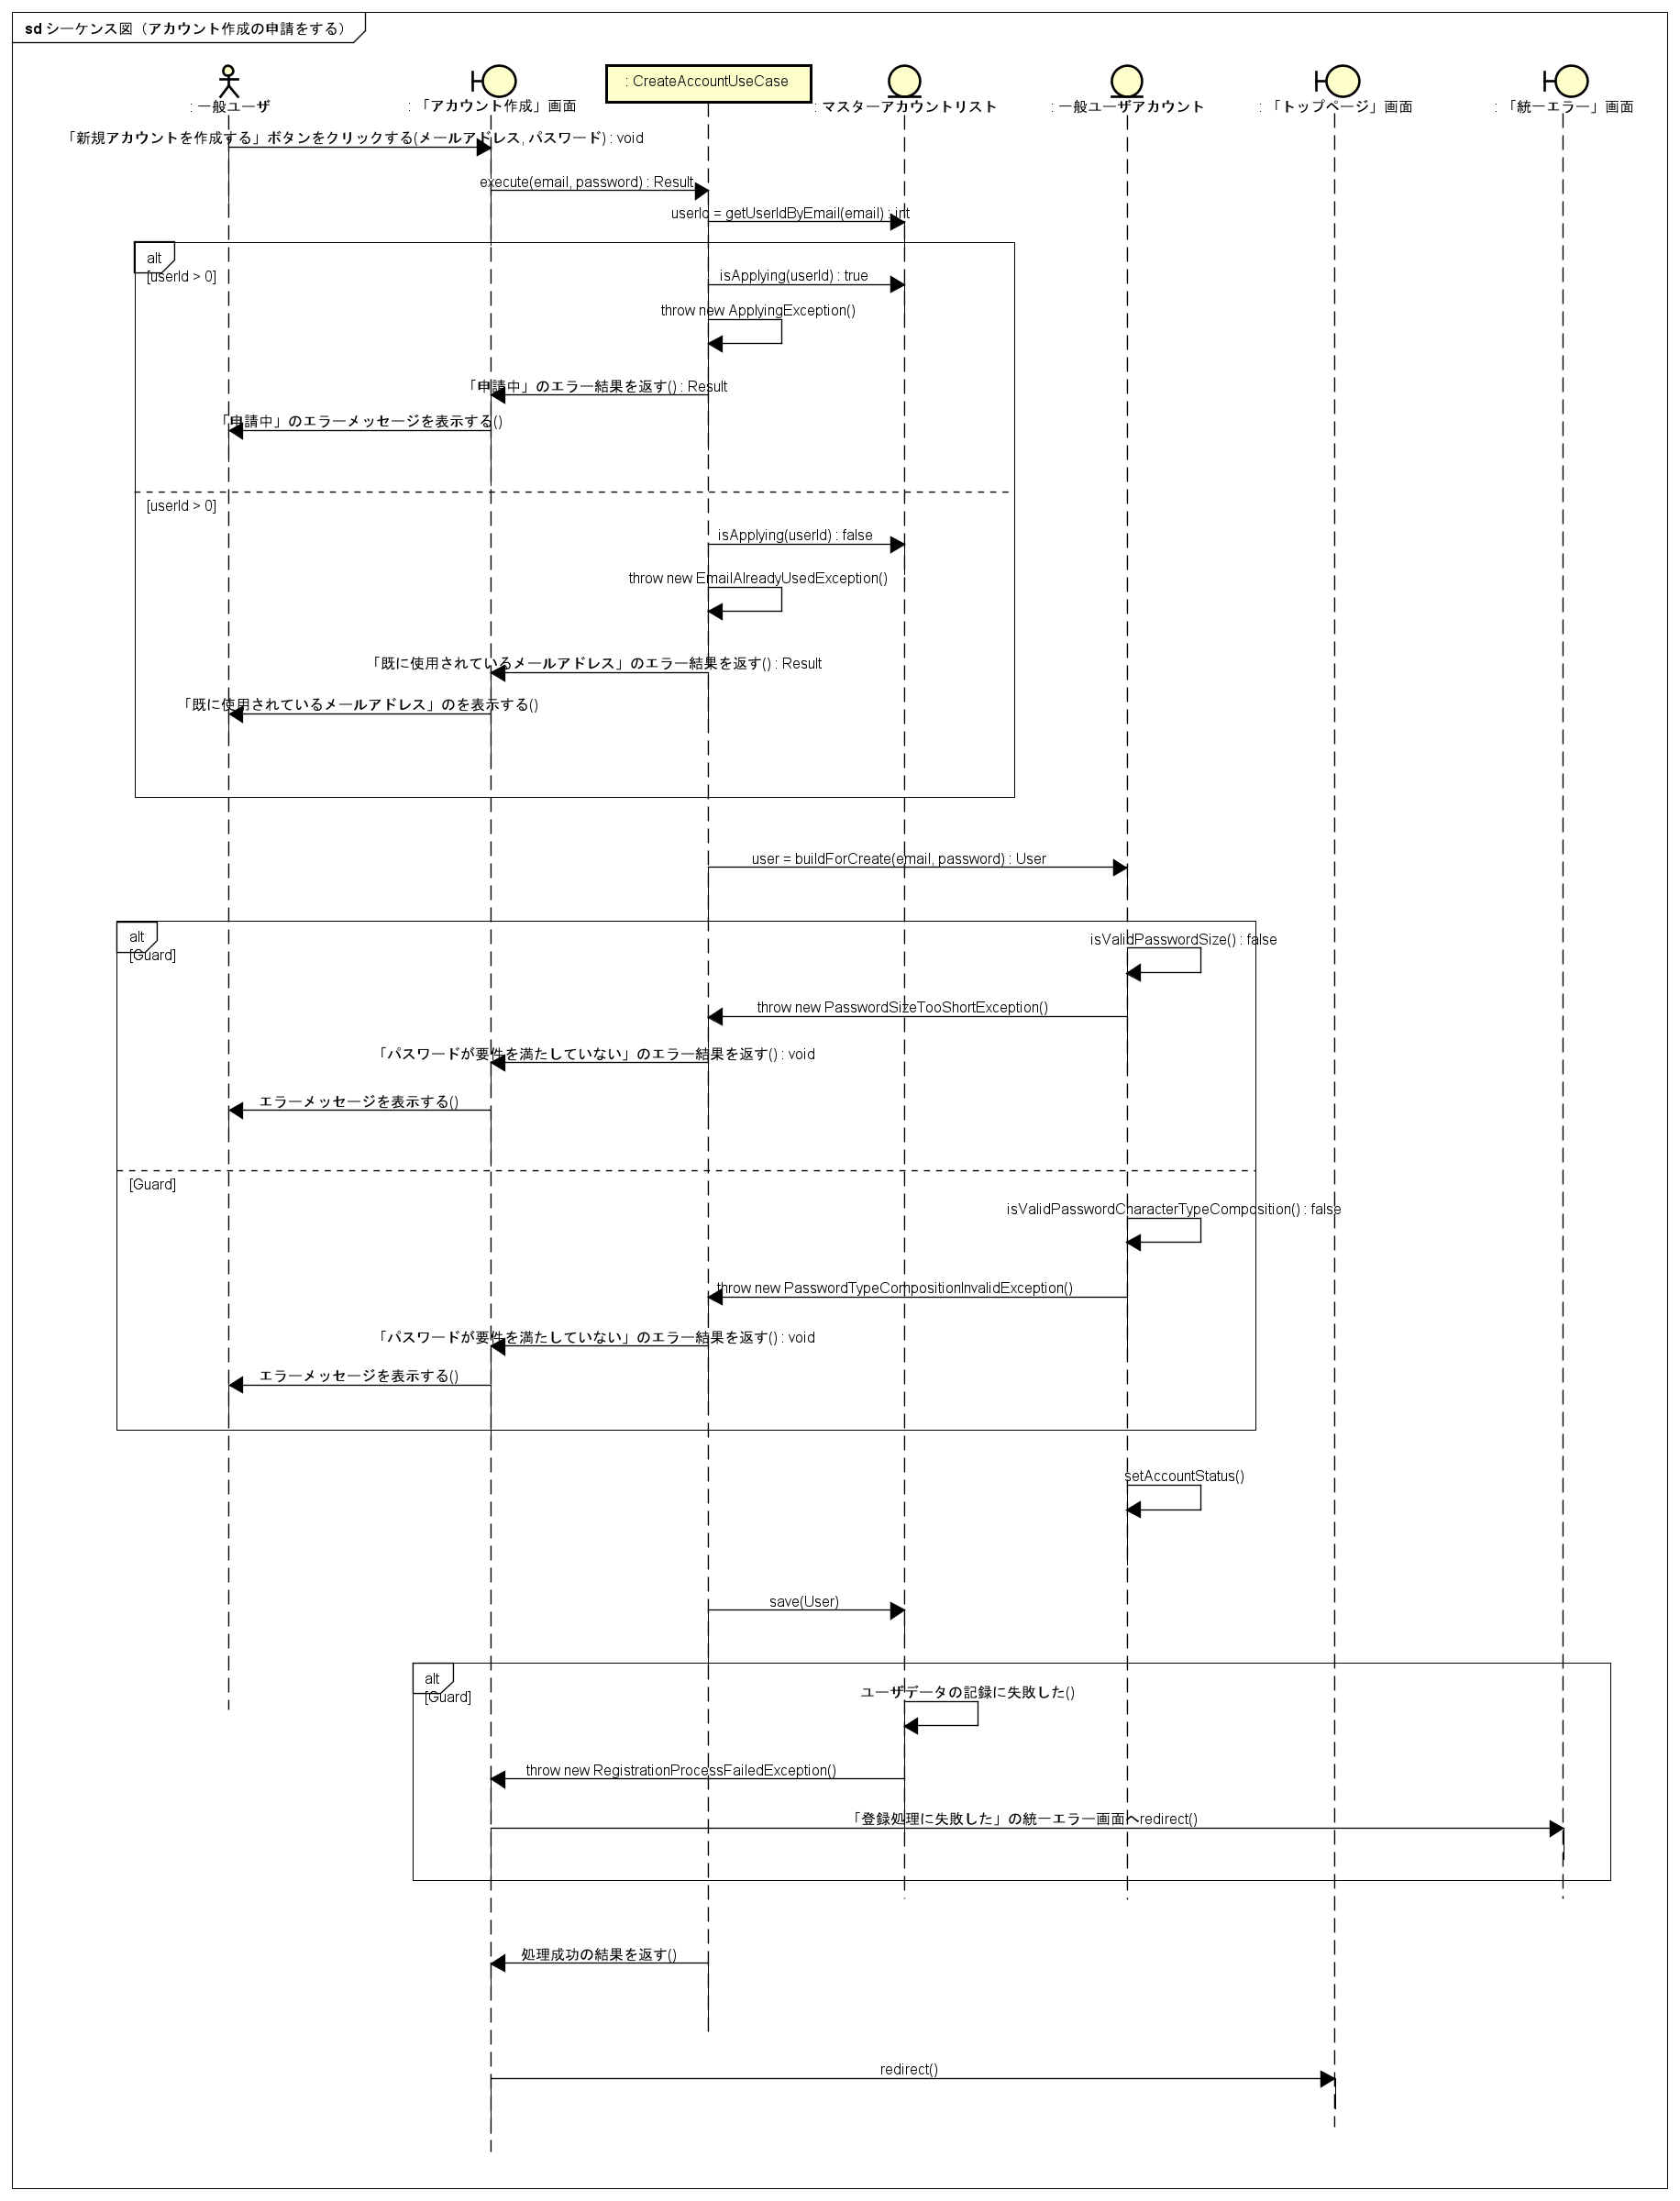 sd シーケンス図（アカウント作成の申請をする）
: 一般ユーザ
: 「アカウント作成」画面
: CreateAccountUseCase
: マスターアカウントリスト
: 一般ユーザアカウント
: 「トップページ」画面
: 「統一エラー」画面
「新規アカウントを作成する」ボタンをクリックする(メールアドレス, パスワード) : void
execute(email, password) : Result
userId = getUserIdByEmail(email) : int
alt
[userId > 0]
isApplying(userId) : true
throw new ApplyingException()
「申請中」のエラー結果を返す() : Result
「申請中」のエラーメッセージを表示する()
[userId > 0]
isApplying(userId) : false
throw new EmailAlreadyUsedException()
「既に使用されているメールアドレス」のエラー結果を返す() : Result
「既に使用されているメールアドレス」のを表示する()
user = buildForCreate(email, password) : User
alt
[Guard]
isValidPasswordSize() : false
throw new PasswordSizeTooShortException()
「パスワードが要件を満たしていない」のエラー結果を返す() : void
エラーメッセージを表示する()
[Guard]
isValidPasswordCharacterTypeComposition() : false
throw new PasswordTypeCompositionInvalidException()
「パスワードが要件を満たしていない」のエラー結果を返す() : void
エラーメッセージを表示する()
setAccountStatus()
save(User)
alt
[Guard]
ユーザデータの記録に失敗した()
throw new RegistrationProcessFailedException()
「登録処理に失敗した」の統一エラー画面へredirect()
処理成功の結果を返す()
redirect()